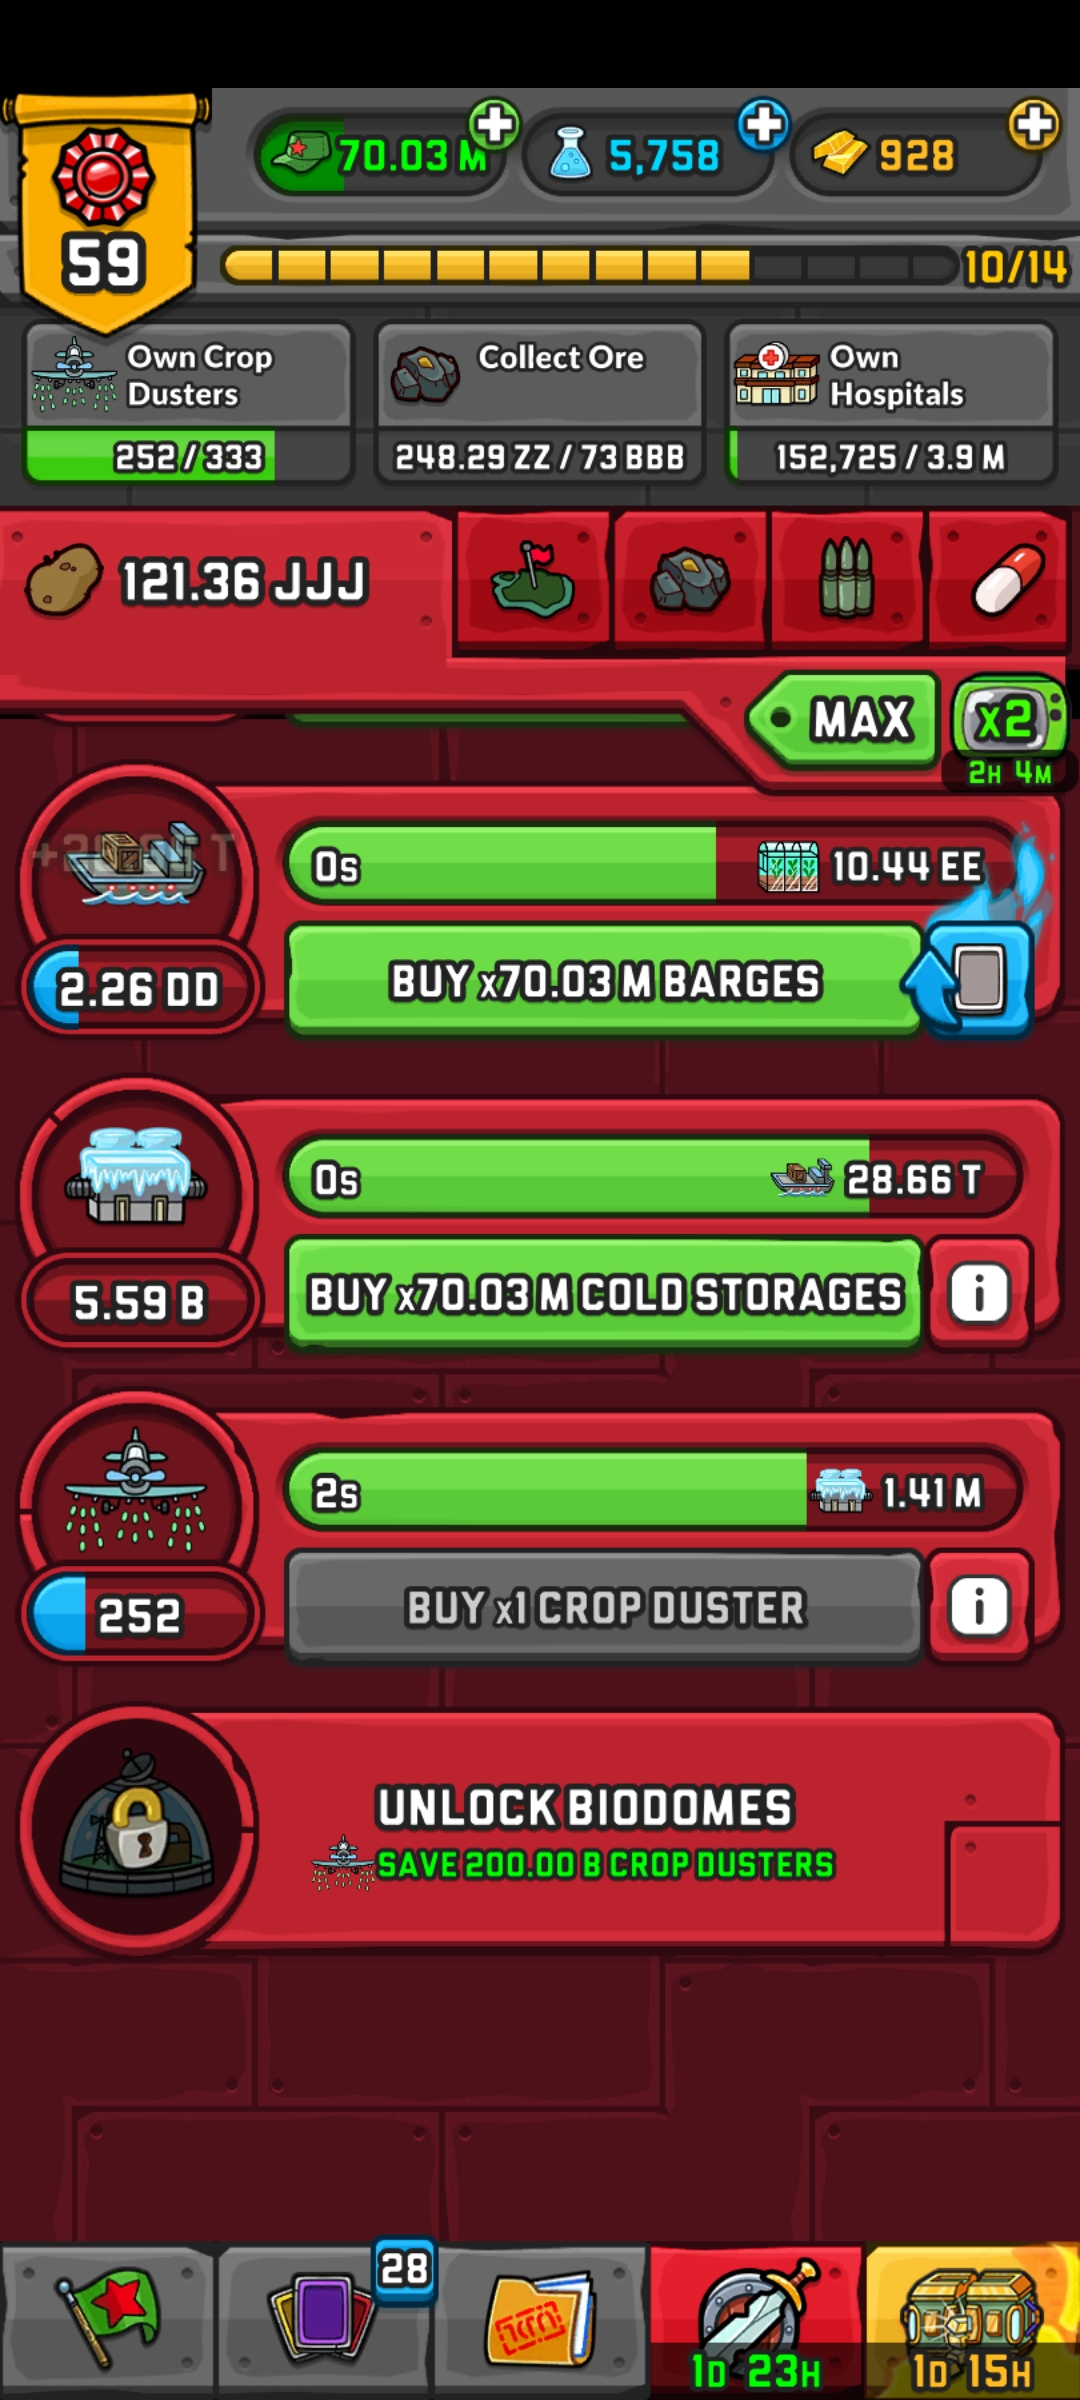 70.03 M
5,758
928
59
10/14
Own Crop
Dusters
252/333
Collect Ore
248.29 ZZ / 73 BBB
Own
Hospitals
152,725 / 3.9 M
121.36 JJJ
MAX
x2
2H 4M
0s
10.44 EE
2.26 DD
BUY x70.03 M BARGES
0s
28.66 T
5.59 B
BUY x70.03 M COLD STORAGES
i
2s
1.41 M
252
BUY x1 CROP DUSTER
i
UNLOCK BIODOMES
SAVE 200.00 B CROP DUSTERS
28
1D 23H
1D 15H